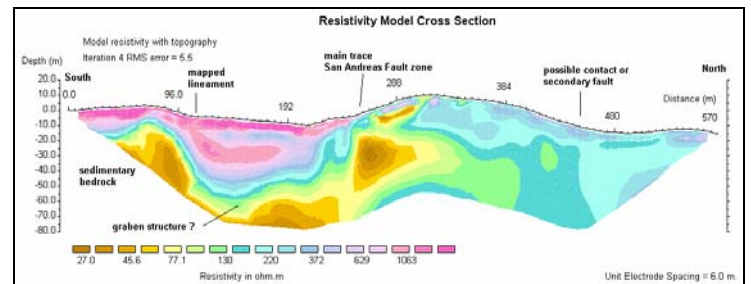 Resistivity Model Cross Section
Model resistivity with topography
Iteration 4 RMS error = 5.5
Depth (m)
South
mapped
lineament
main trace
San Andreas Fault zone
possible contact or
secondary fault
North
Distance (m)
20.0
10.0
0.0
-10.0
-20.0
-30.0
-40.0
-50.0
-60.0
-70.0
-80.0
0.0 96.0 192 288 384 480 570
sedimentary
bedrock
graben structure ?
27.0 45.6 77.1 130 220 372 629 1063
Resistivity in ohm.m
Unit Electrode Spacing = 6.0 m.